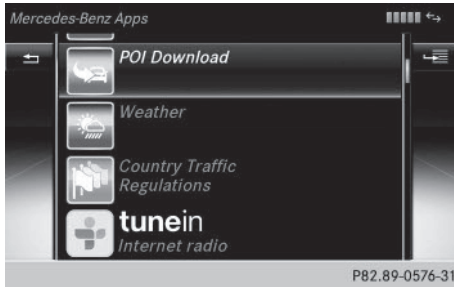 Mercedes-Benz Apps
POI Download
Weather
Country Traffic
Regulations
tunein
Internet radio
P82.89-0576-31